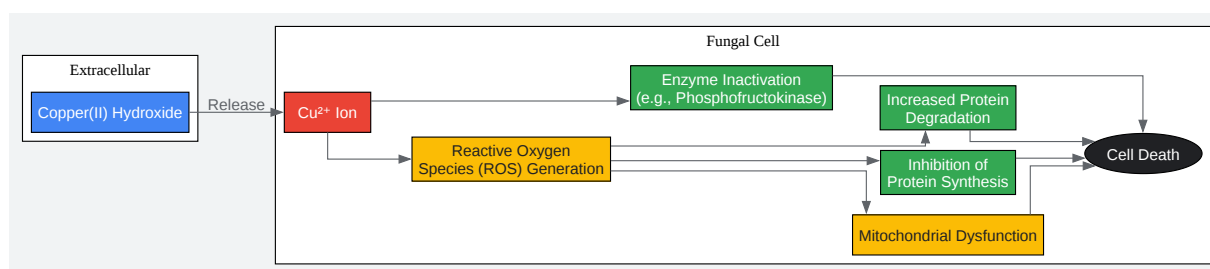 Fungal Cell
Extracellular
Copper(II) Hydroxide
Release
Cu²⁺ Ion
Enzyme Inactivation
(e.g., Phosphofructokinase)
Reactive Oxygen
Species (ROS) Generation
Increased Protein
Degradation
Inhibition of
Protein Synthesis
Mitochondrial Dysfunction
Cell Death